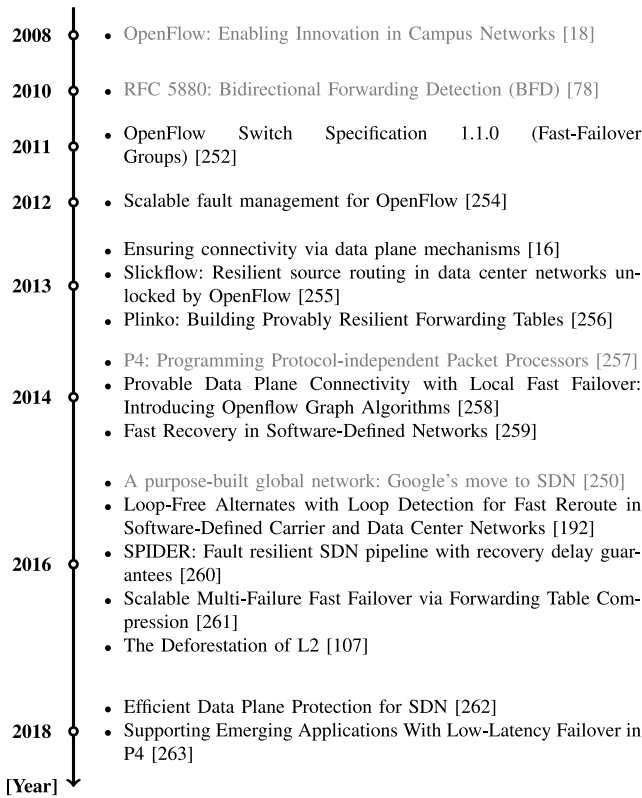 2008 • OpenFlow: Enabling Innovation in Campus Networks [18]
2010 • RFC 5880: Bidirectional Forwarding Detection (BFD) [78]
2011 • OpenFlow Switch Specification 1.1.0 (Fast-Failover
Groups) [252]
2012 • Scalable fault management for OpenFlow [254]
2013
• Ensuring connectivity via data plane mechanisms [16]
• Slickflow: Resilient source routing in data center networks un-
locked by OpenFlow [255]
• Plinko: Building Provably Resilient Forwarding Tables [256]
2014
• P4: Programming Protocol-independent Packet Processors [257]
• Provable Data Plane Connectivity with Local Fast Failover:
Introducing Openflow Graph Algorithms [258]
• Fast Recovery in Software-Defined Networks [259]
2016
• A purpose-built global network: Google's move to SDN [250]
• Loop-Free Alternates with Loop Detection for Fast Reroute in
Software-Defined Carrier and Data Center Networks [192]
• SPIDER: Fault resilient SDN pipeline with recovery delay guar-
antees [260]
• Scalable Multi-Failure Fast Failover via Forwarding Table Com-
pression [261]
• The Deforestation of L2 [107]
2018
• Efficient Data Plane Protection for SDN [262]
• Supporting Emerging Applications With Low-Latency Failover in
P4 [263]
[Year]